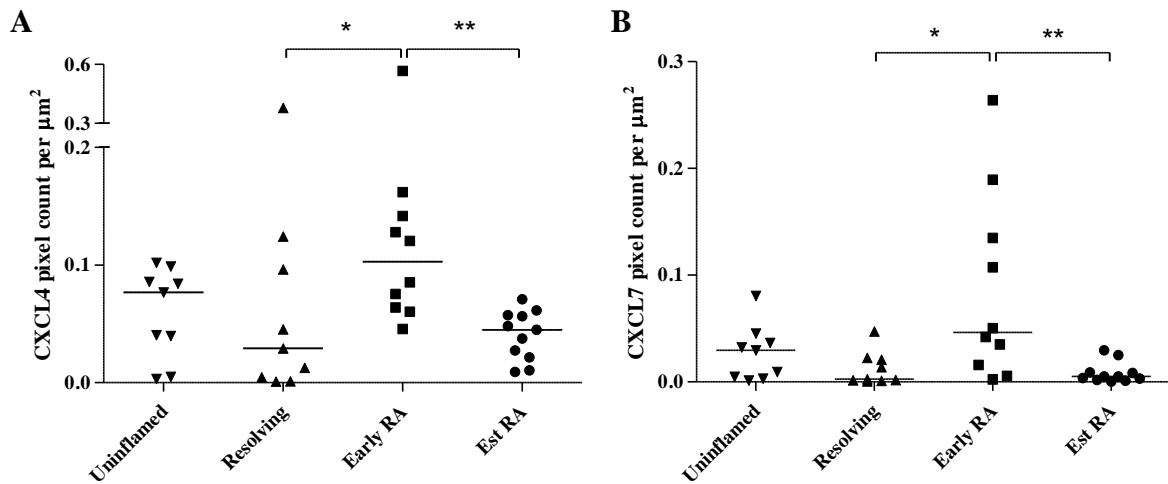 A
* **
CXCL4 pixel count per μm²
0.6
0.3
0.2
0.1
0.0
Uninflamed
Resolving
Early RA
Est RA
B
* **
CXCL7 pixel count per μm²
0.3
0.2
0.1
0.0
Uninflamed
Resolving
Early RA
Est RA